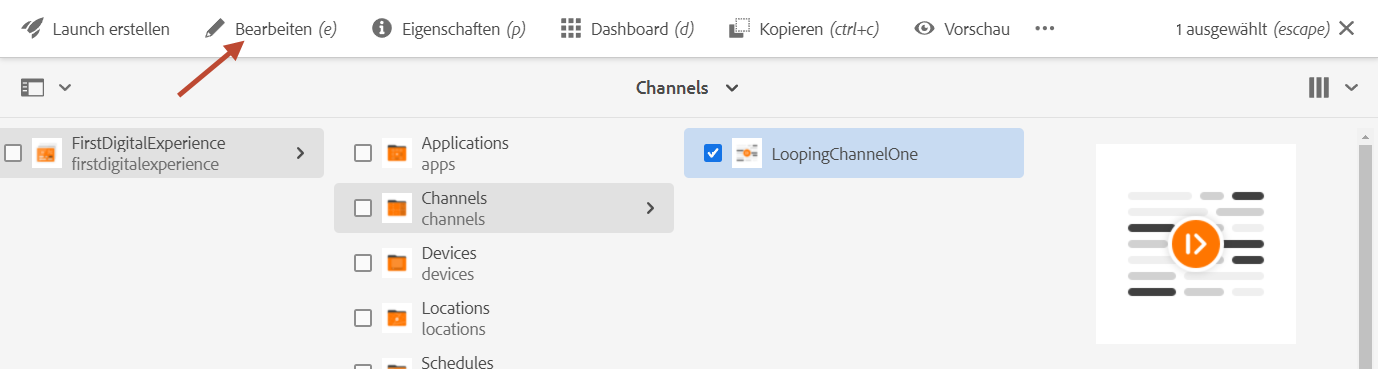 Launch erstellen Bearbeiten (e) Eigenschaften (p) Dashboard (d) Kopieren (ctrl+c) Vorschau 1 ausgewählt (escape)
Channels
FirstDigitalExperience
firstdigitalexperience
Applications
apps
Channels
channels
Devices
devices
Locations
locations
Schedules
LoopingChannelOne